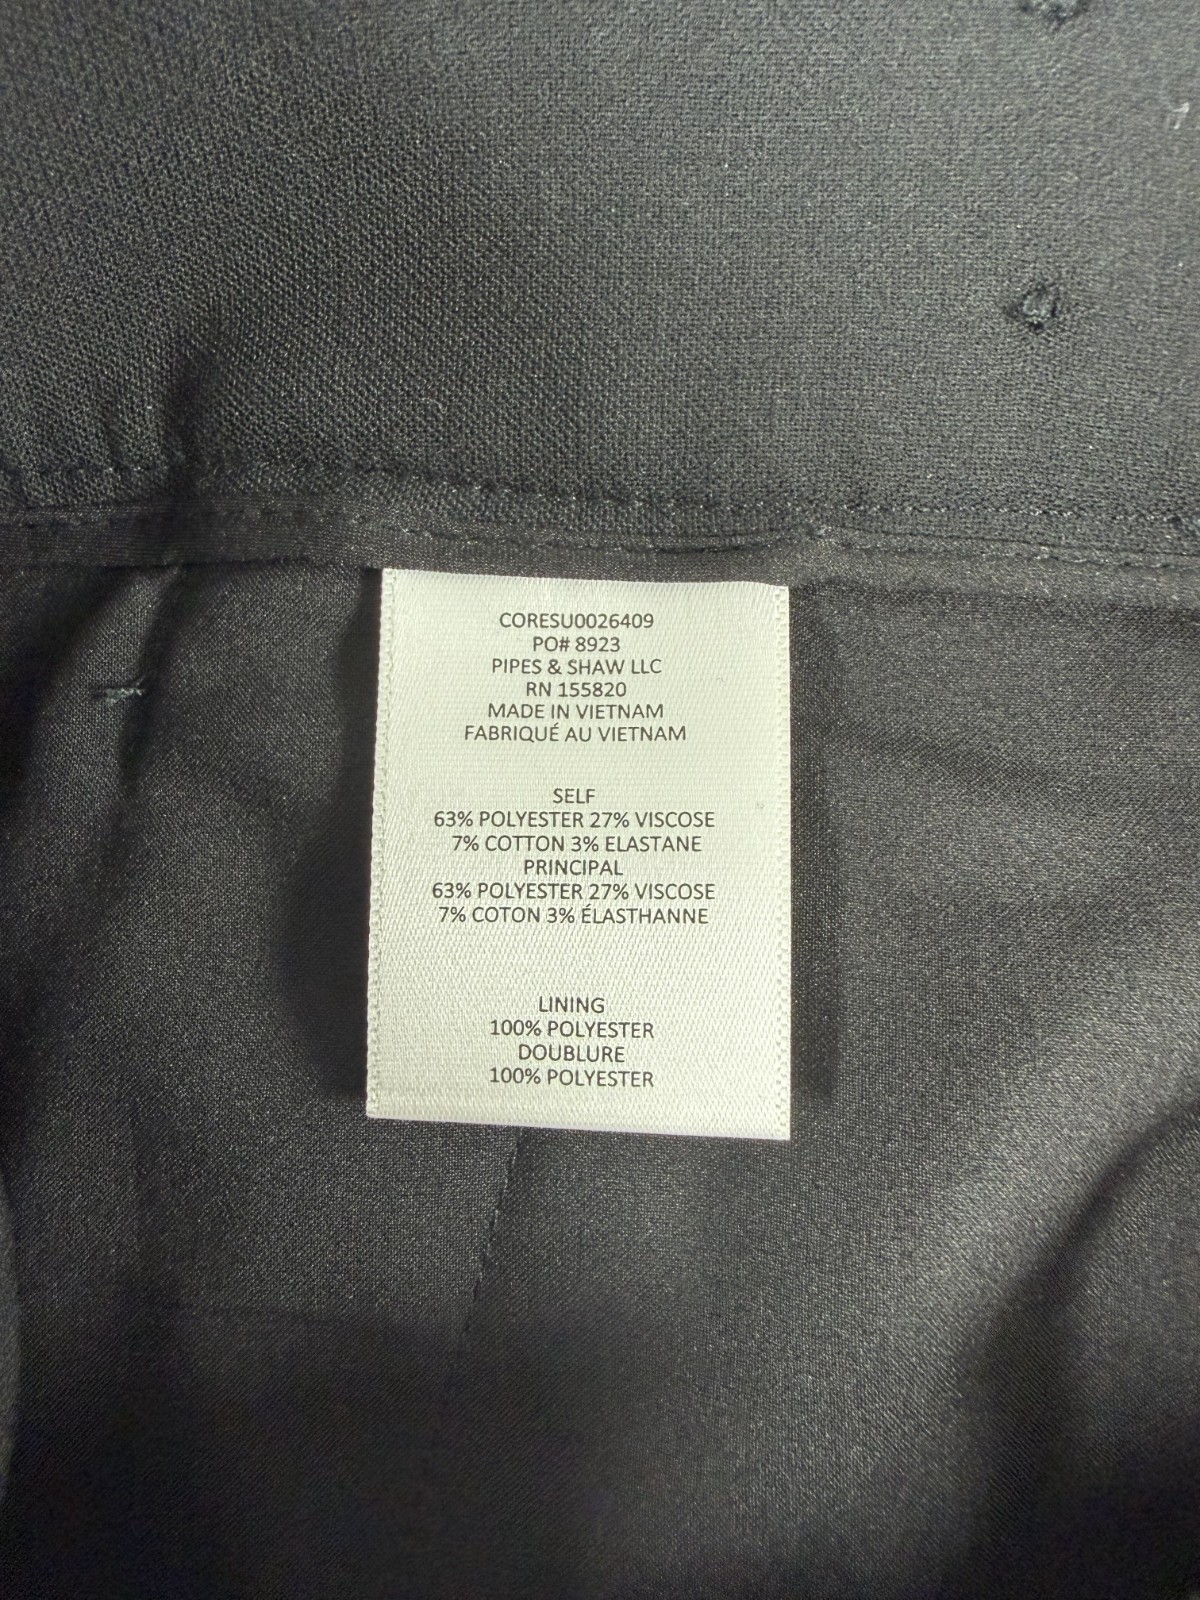 CORESU0026409
PO# 8923
PIPES & SHAW LLC
RN 155820
MADE IN VIETNAM
FABRIQUÉ AU VIETNAM
SELF
63% POLYESTER 27% VISCOSE
7% COTTON 3% ELASTANE
PRINCIPAL
63% POLYESTER 27% VISCOSE
7% COTON 3% ÉLASTHANNE
LINING
100% POLYESTER
DOUBLURE
100% POLYESTER